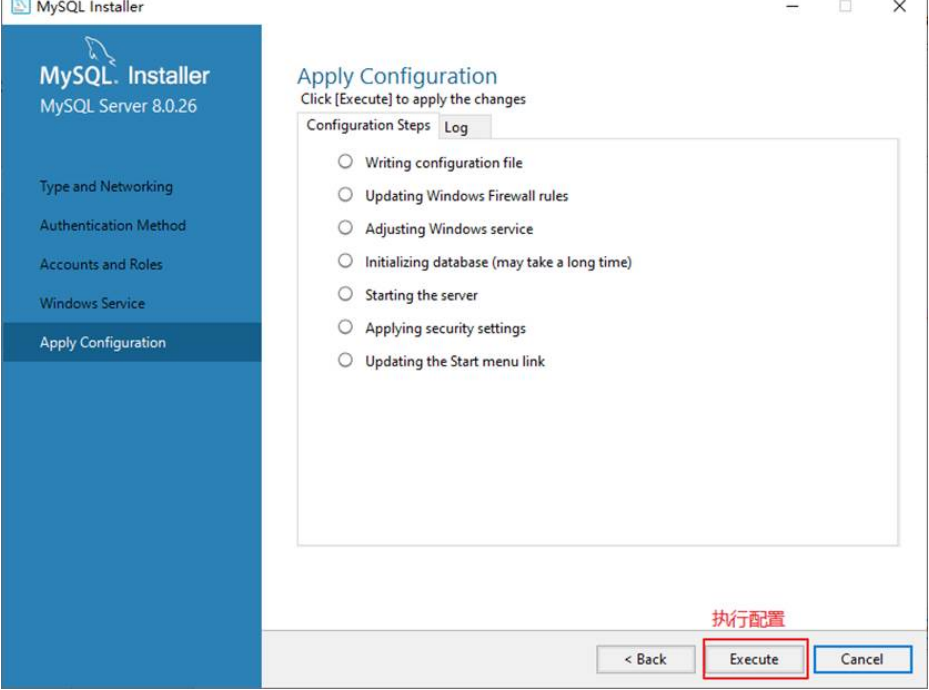 MySQL Installer
MySQL. Installer
MySQL Server 8.0.26
Type and Networking
Authentication Method
Accounts and Roles
Windows Service
Apply Configuration
Apply Configuration
Click [Execute] to apply the changes
Configuration Steps Log
Writing configuration file
Updating Windows Firewall rules
Adjusting Windows service
Initializing database (may take a long time)
Starting the server
Applying security settings
Updating the Start menu link
执行配置
< Back Execute Cancel